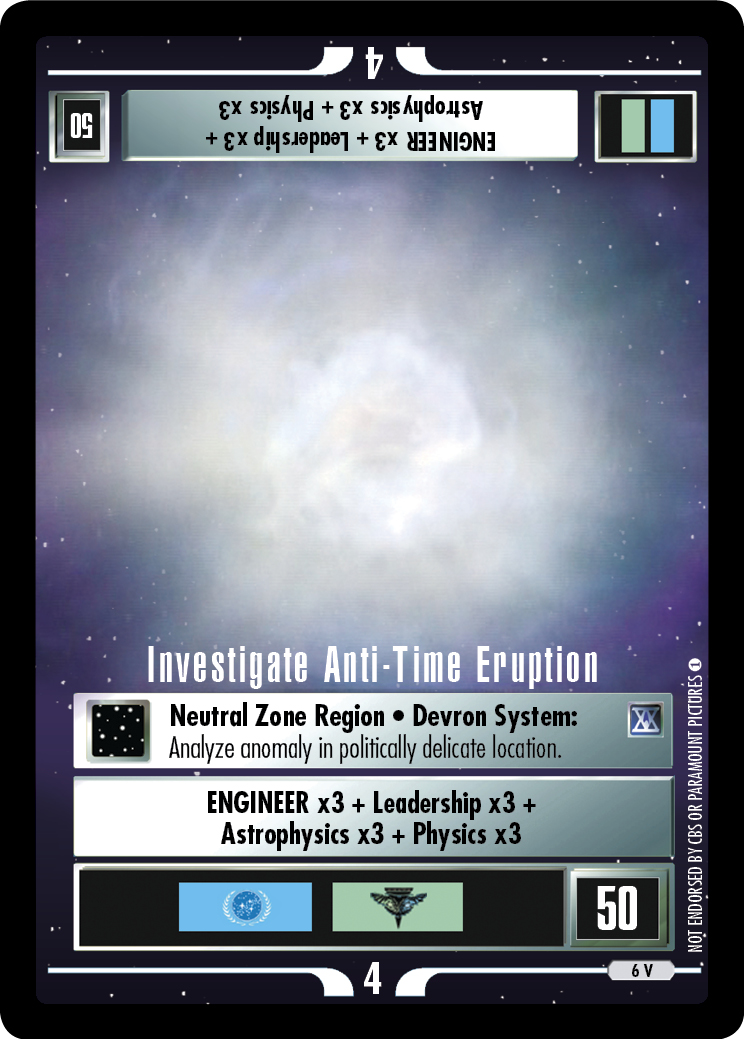 4
50
ENGINEER x3 + Leadership x3 +
Astrophysics x3 + Physics x3
Investigate Anti-Time Eruption
Neutral Zone Region • Devron System:
Analyze anomaly in politically delicate location.
ENGINEER x3 + Leadership x3 +
Astrophysics x3 + Physics x3
50
4
6 V
NOT ENDORSED BY CBS OR PARAMOUNT PICTURES 1